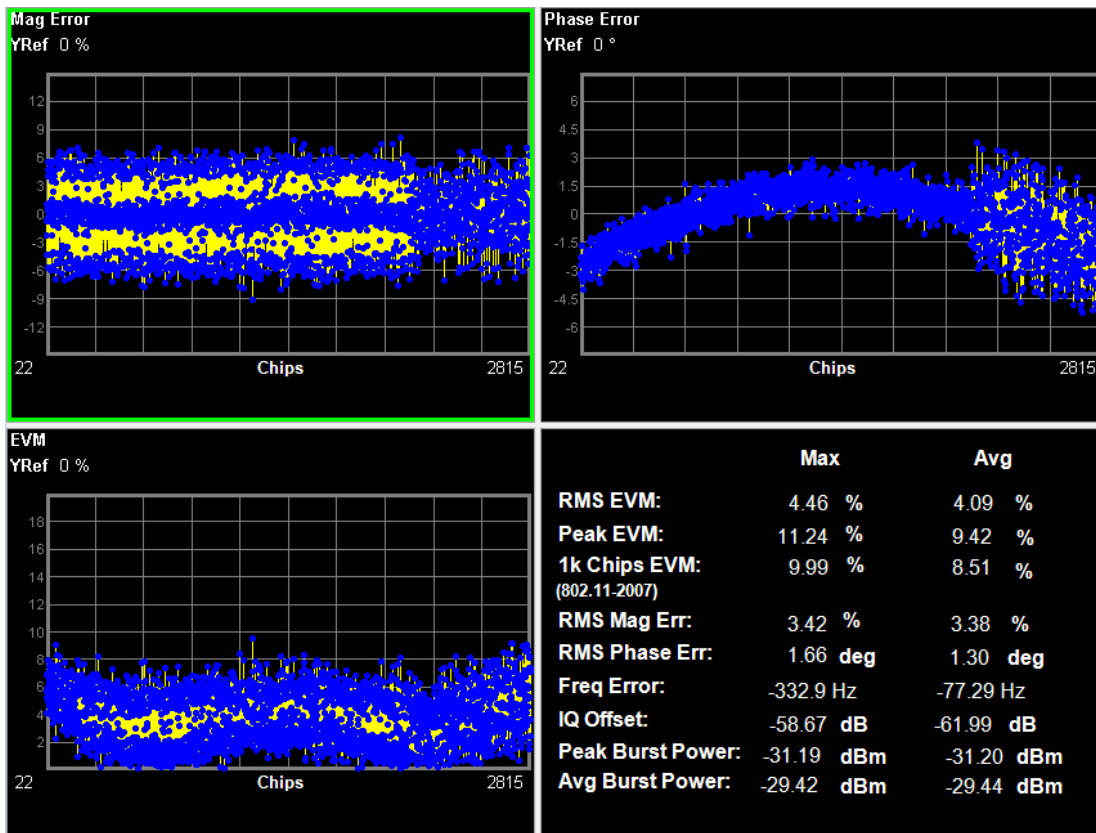 Mag Error
YRef 0 %
12
9
6
3
0
-3
-6
-9
-12
22 Chips 2815
Phase Error
YRef 0 °
6
4.5
3
1.5
0
-1.5
-3
-4.5
-6
22 Chips 2815
EVM
YRef 0 %
18
16
14
12
10
8
6
4
2
22 Chips 2815
Max Avg
RMS EVM: 4.46 % 4.09 %
Peak EVM: 11.24 % 9.42 %
1k Chips EVM: 9.99 % 8.51 %
(802.11-2007)
RMS Mag Err: 3.42 % 3.38 %
RMS Phase Err: 1.66 deg 1.30 deg
Freq Error: -332.9 Hz -77.29 Hz
IQ Offset: -58.67 dB -61.99 dB
Peak Burst Power: -31.19 dBm -31.20 dBm
Avg Burst Power: -29.42 dBm -29.44 dBm